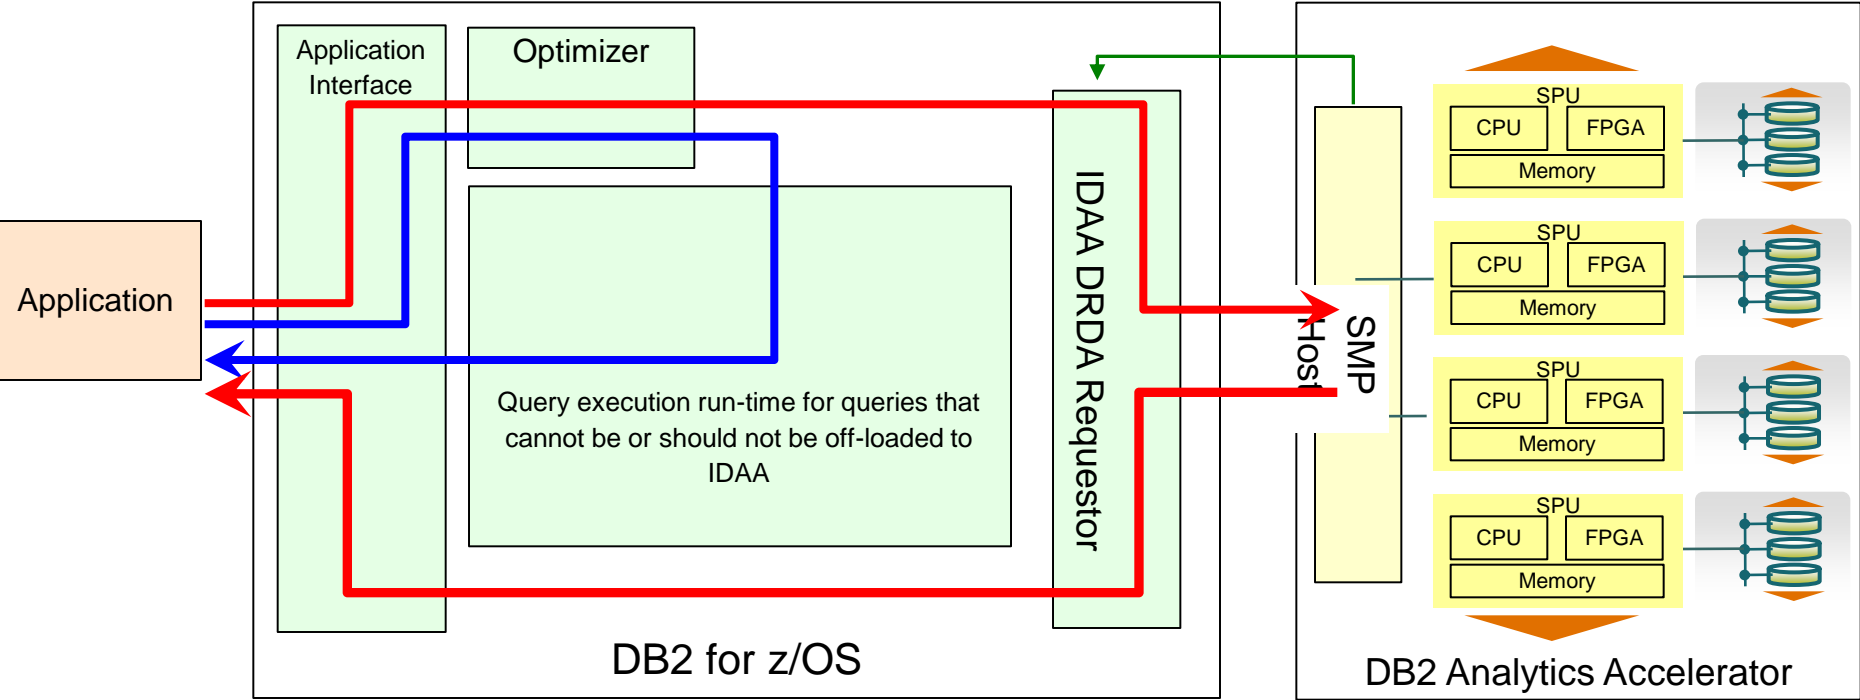 Application
Application
Interface
Optimizer
Query execution run-time for queries that
cannot be or should not be off-loaded to
IDAA
IDAA DRDA Requestor
DB2 for z/OS
SMP
Host
SPU
CPU
FPGA
Memory
SPU
CPU
FPGA
Memory
SPU
CPU
FPGA
Memory
SPU
CPU
FPGA
Memory
DB2 Analytics Accelerator